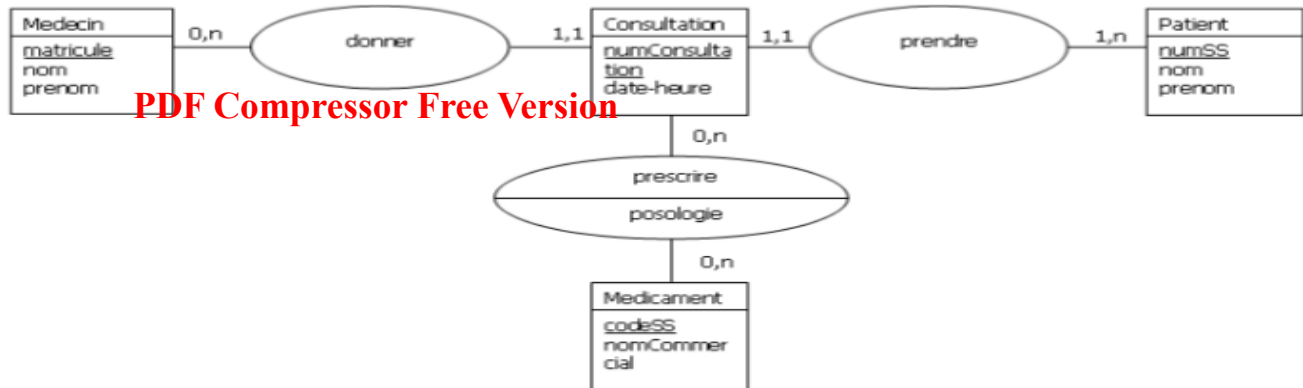 Medecin
matricule
nom
prenom
0,n
donner
1,1
Consultation
numConsulta
tion
date-heure
1,1
prendre
1,n
Patient
numSS
nom
prenom
PDF Compressor Free Version
0,n
prescrire
posologie
0,n
Medicament
codeSS
nomCommer
cial